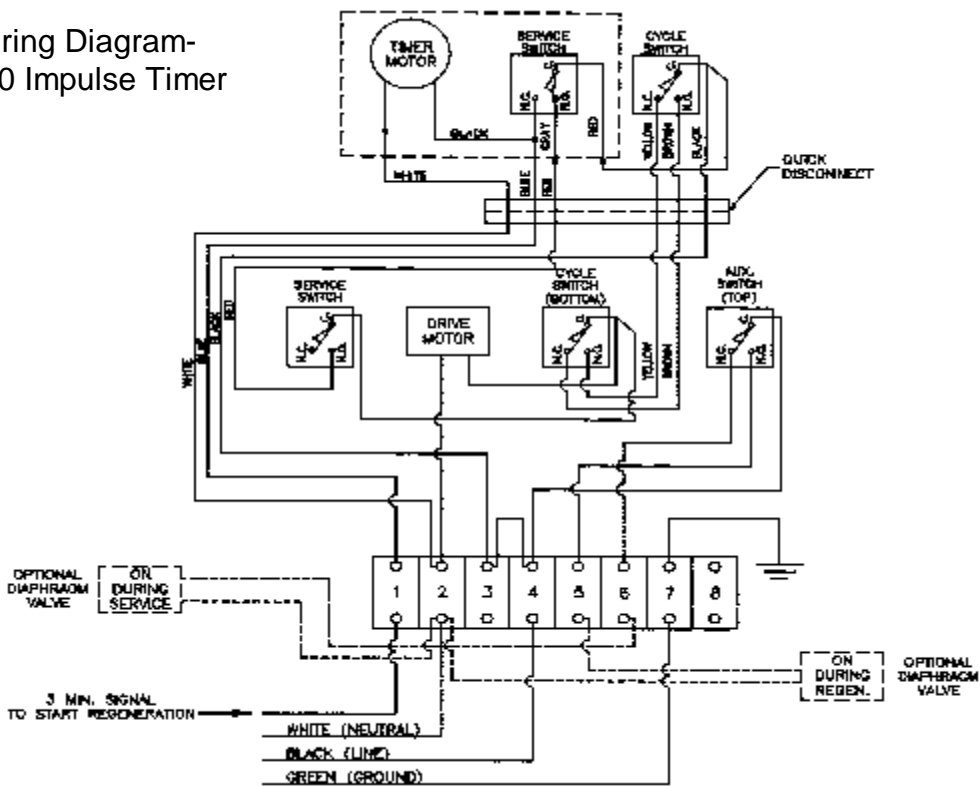 ring Diagram-
0 Impulse Timer
TIMER
MOTOR
SERVICE
SWITCH
C
N.C.
N.O.
CYCLE
SWITCH
C
N.C.
N.O.
BLACK
GRAY
RED
YELLOW
BROWN
BLACK
WHITE
BLUE
RED
QUICK
DISCONNECT
SERVICE
SWITCH
C
N.C.
N.O.
DRIVE
MOTOR
CYCLE
SWITCH
(BOTTOM)
C
N.C.
N.O.
AUX.
SWITCH
(TOP)
C
N.C.
N.O.
WHITE
BLUE
BLACK
RED
YELLOW
BROWN
1 2 3 4 5 6 7 8
OPTIONAL
DIAPHRAGM
VALVE
ON
DURING
SERVICE
3 MIN. SIGNAL
TO START REGENERATION
WHITE (NEUTRAL)
BLACK (LINE)
GREEN (GROUND)
ON
DURING
REGEN.
OPTIONAL
DIAPHRAGM
VALVE